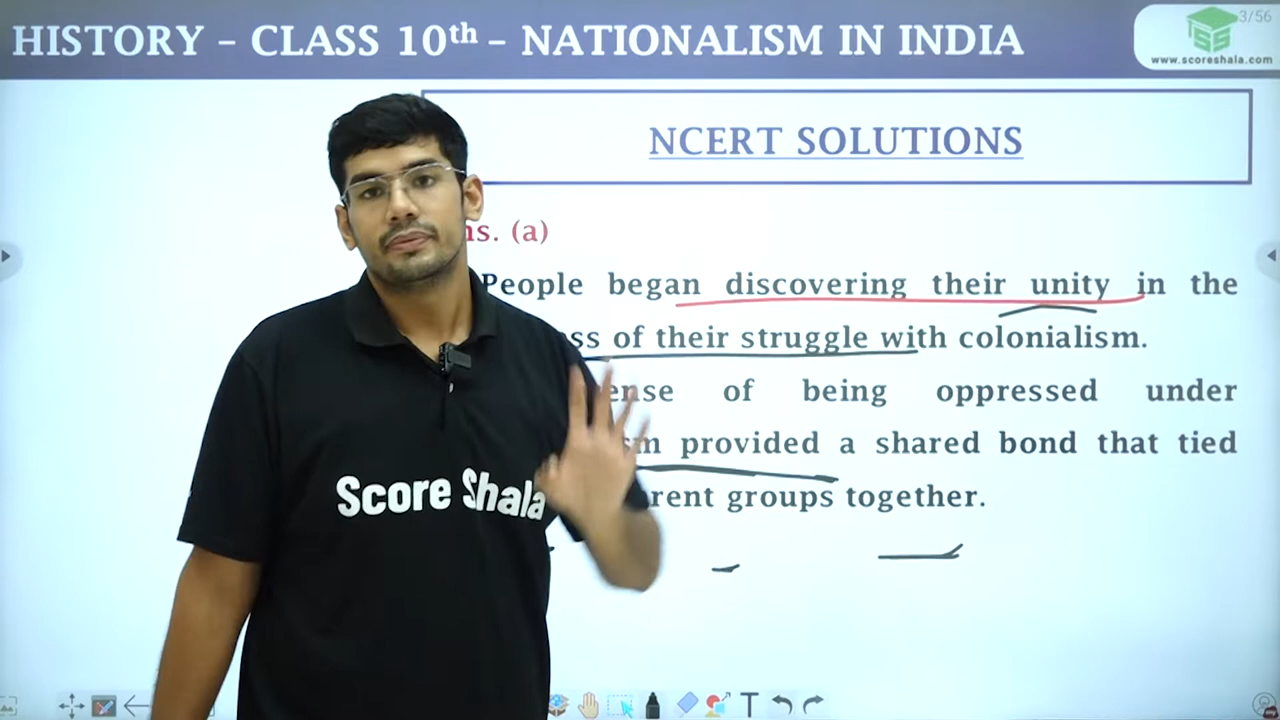 HISTORY – CLASS 10th – NATIONALISM IN INDIA
3/56
www.scoreshala.com
NCERT SOLUTIONS
ns. (a)
People began discovering their unity in the
ss of their struggle with colonialism.
ense of being oppressed under
sm provided a shared bond that tied
rent groups together.
Score Shala